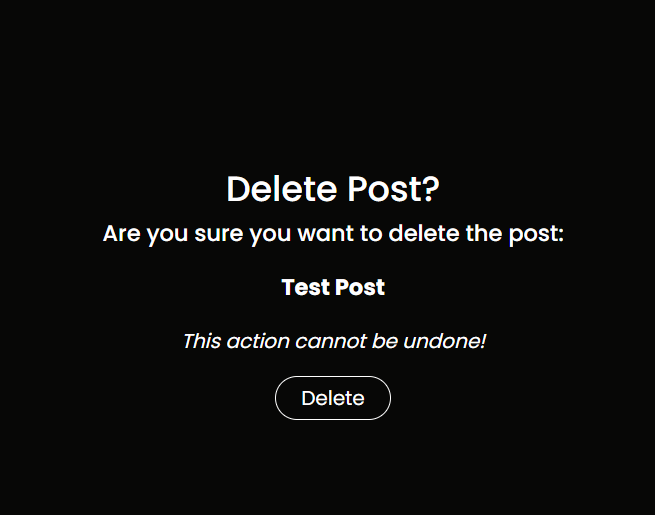 Delete Post?
Are you sure you want to delete the post:
Test Post
This action cannot be undone!
Delete